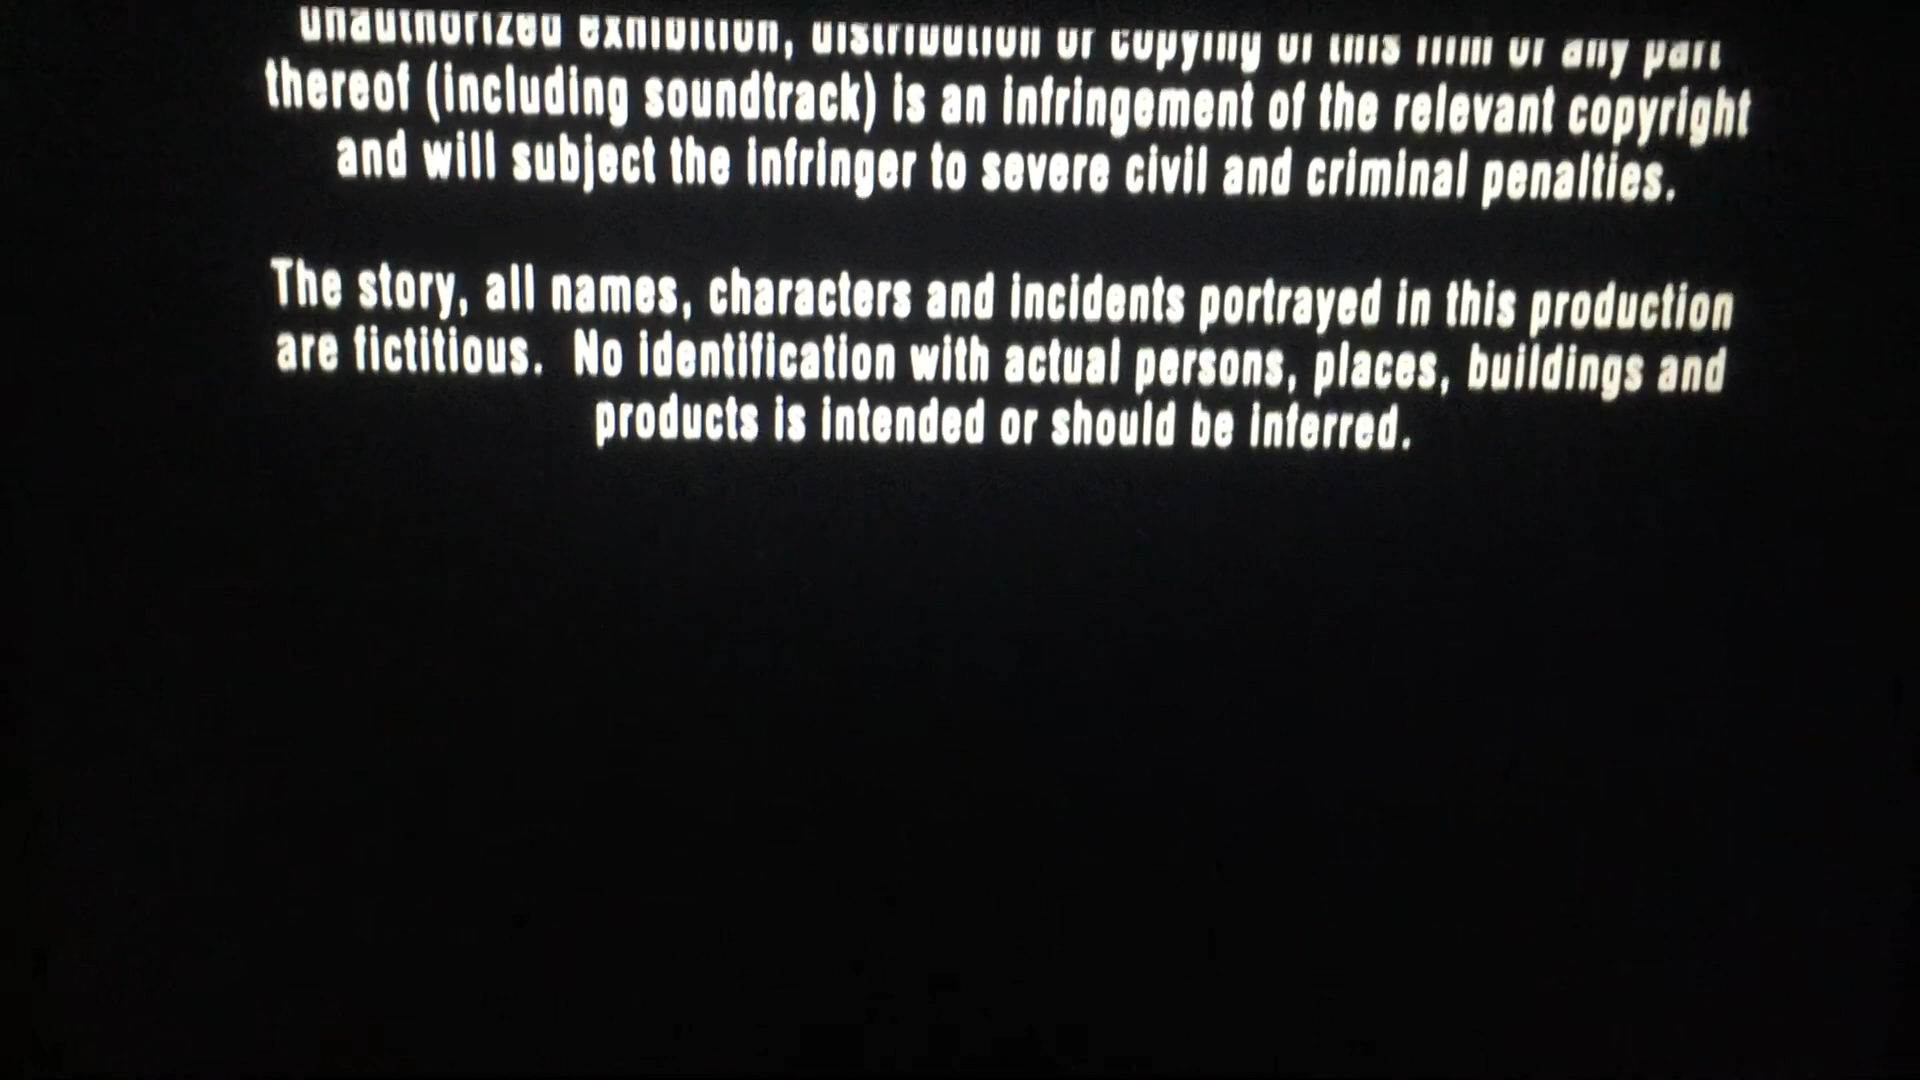 unauthorized exhibition, distribution or copying of this film or any part
thereof (including soundtrack) is an infringement of the relevant copyright
and will subject the infringer to severe civil and criminal penalties.
The story, all names, characters and incidents portrayed in this production
are fictitious. No identification with actual persons, places, buildings and
products is intended or should be inferred.